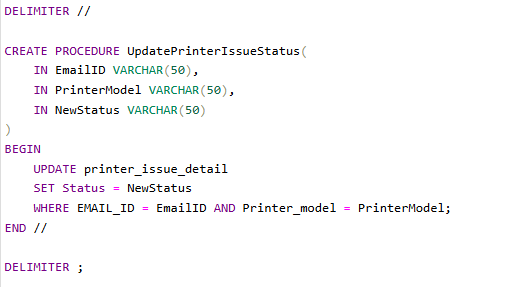 DELIMITER //
CREATE PROCEDURE UpdatePrinterIssueStatus(
    IN EmailID VARCHAR(50),
    IN PrinterModel VARCHAR(50),
    IN NewStatus VARCHAR(50)
)
BEGIN
    UPDATE printer_issue_detail
    SET Status = NewStatus
    WHERE EMAIL_ID = EmailID AND Printer_model = PrinterModel;
END //
DELIMITER ;